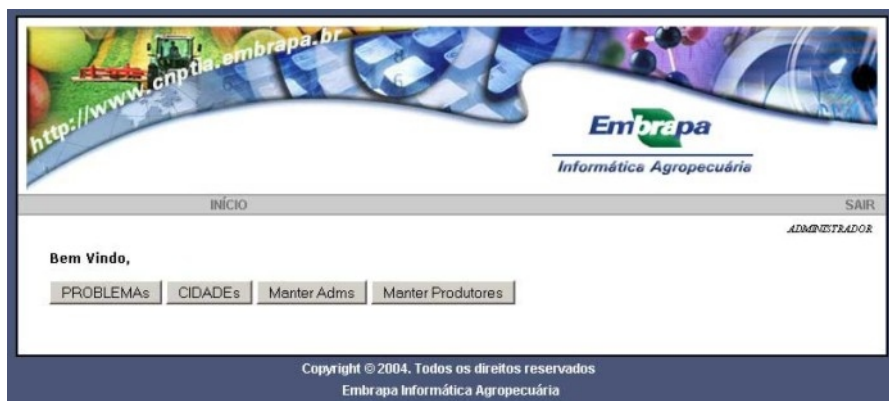 http://www.cnptia.embrapa.br
Embrapa
Informática Agropecuária
INÍCIO SAIR
ADMINISTRADOR
Bem Vindo,
PROBLEMAs CIDADEs Manter Adms Manter Produtores
Copyright © 2004. Todos os direitos reservados
Embrapa Informática Agropecuária